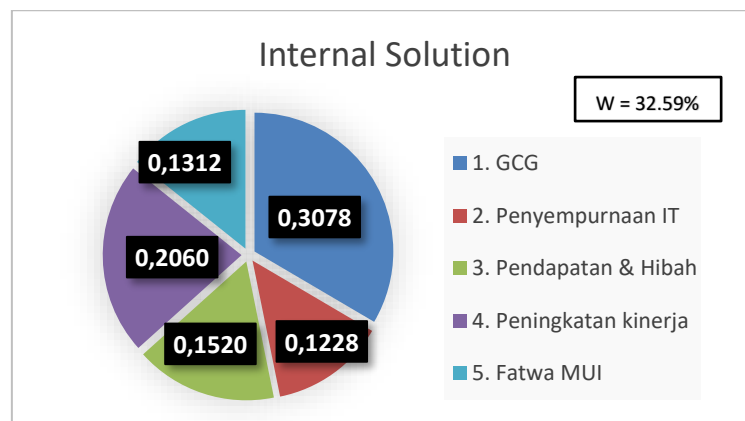 Internal Solution
W = 32.59%
0,1312
0,3078
0,2060
0,1520
0,1228
1. GCG
2. Penyempurnaan IT
3. Pendapatan & Hibah
4. Peningkatan kinerja
5. Fatwa MUI